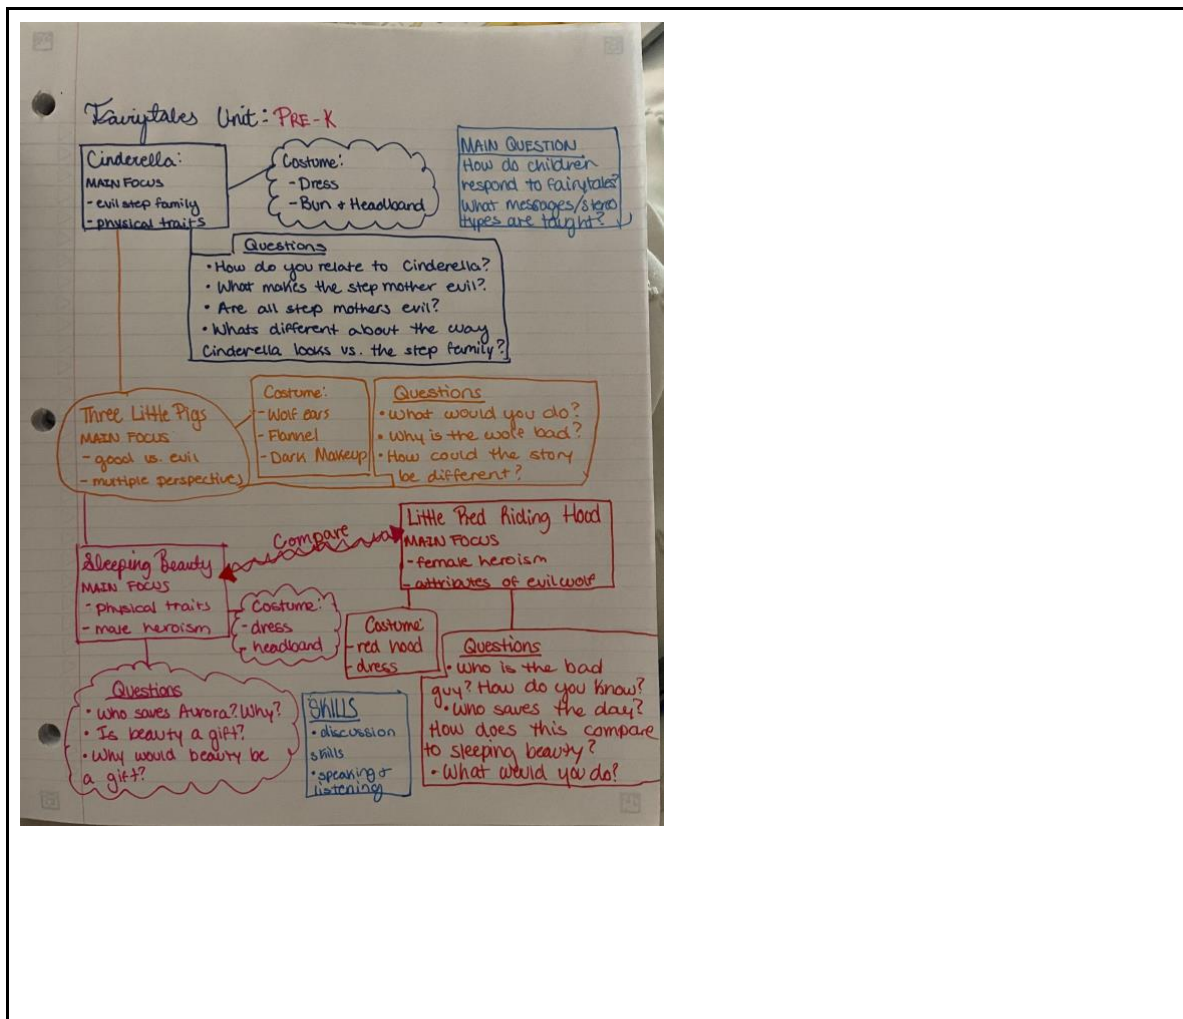 Fairytales Unit: PRE-K
Cinderella:
MAIN FOCUS
- evil step family
- physical traits
Costume:
- Dress
- Bun + Headband
MAIN QUESTION
How do children
respond to fairytales?
What messages/stereo
types are taught?
Questions
• How do you relate to Cinderella?
• What makes the step mother evil?
• Are all step mothers evil?
• Whats different about the way
Cinderella looks vs. the step family?
Three Little Pigs
MAIN FOCUS
- good vs. evil
- multiple perspectives
Costume:
- Wolf ears
- Flannel
- Dark Makeup
Questions
• What would you do?
• Why is the wolf bad?
• How could the story
be different?
Compare
Sleeping Beauty
MAIN FOCUS
- physical traits
- male heroism
Costume:
- dress
- headband
Questions
• Who saves Aurora? Why?
• Is beauty a gift?
• Why would beauty be
a gift?
Little Red Riding Hood
MAIN FOCUS
- female heroism
- attributes of evil wolf
Costume:
- red hood
- dress
Questions
• Who is the bad
guy? How do you know?
• Who saves the day?
How does this compare
to sleeping beauty?
• What would you do?
SKILLS
• discussion
skills
• speaking +
listening